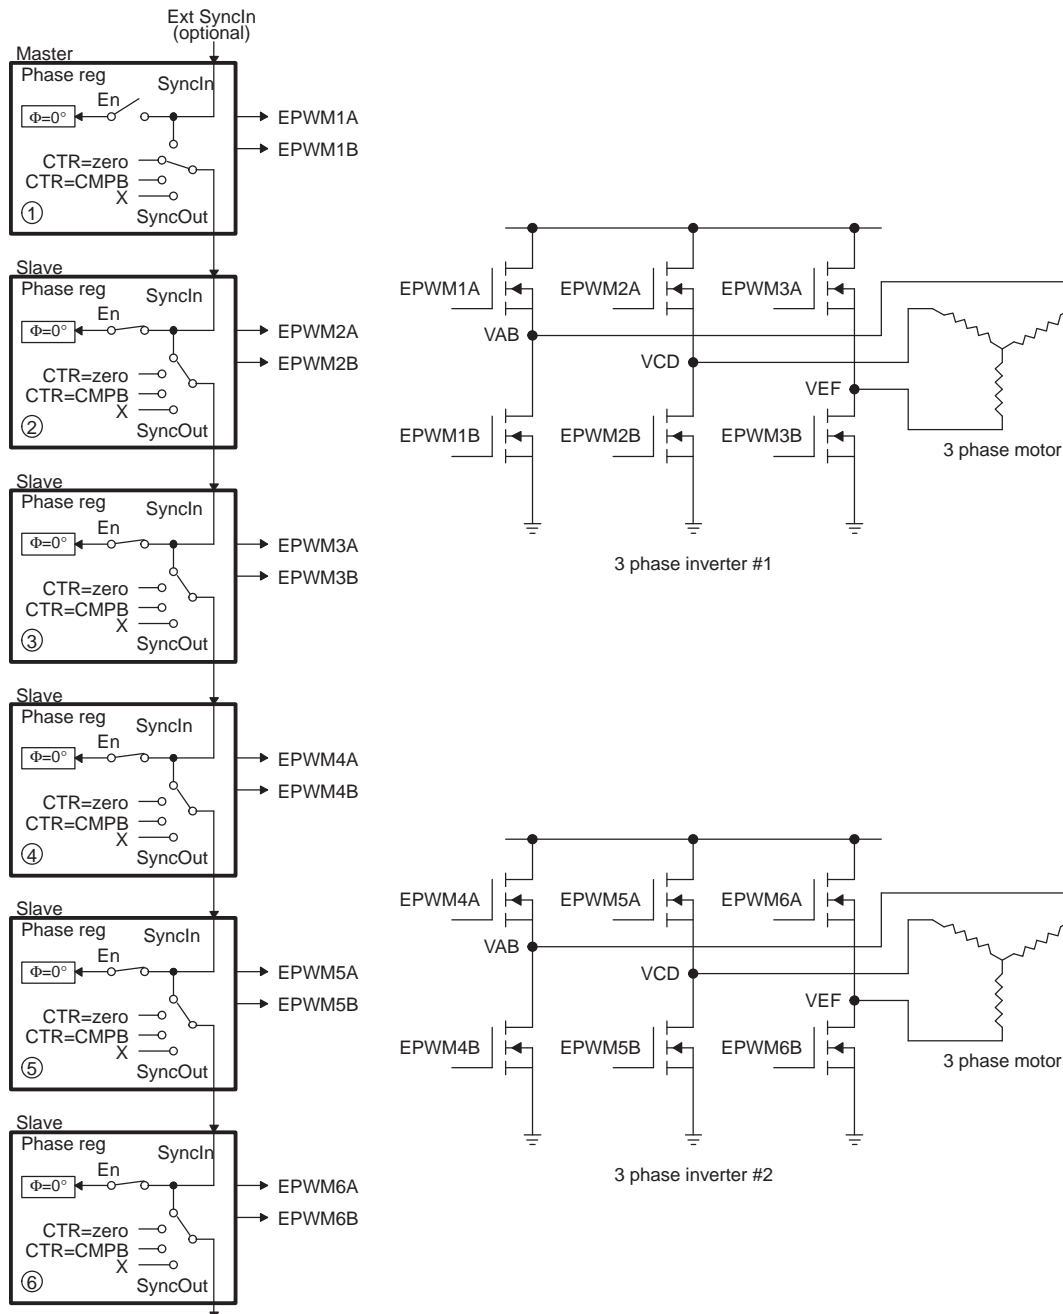 Ext SyncIn
(optional)
Master
Phase reg
SyncIn
En
Φ=0°
EPWM1A
EPWM1B
CTR=zero
CTR=CMPB
X
1
SyncOut
Slave
Phase reg
SyncIn
En
Φ=0°
EPWM2A
EPWM2B
CTR=zero
CTR=CMPB
X
2
SyncOut
Slave
Phase reg
SyncIn
En
Φ=0°
EPWM3A
EPWM3B
CTR=zero
CTR=CMPB
X
3
SyncOut
Slave
Phase reg
SyncIn
En
Φ=0°
EPWM4A
EPWM4B
CTR=zero
CTR=CMPB
X
4
SyncOut
Slave
Phase reg
SyncIn
En
Φ=0°
EPWM5A
EPWM5B
CTR=zero
CTR=CMPB
X
5
SyncOut
Slave
Phase reg
SyncIn
En
Φ=0°
EPWM6A
EPWM6B
CTR=zero
CTR=CMPB
X
6
SyncOut
EPWM1A
EPWM2A
EPWM3A
VAB
VCD
VEF
EPWM1B
EPWM2B
EPWM3B
3 phase motor
3 phase inverter #1
EPWM4A
EPWM5A
EPWM6A
VAB
VCD
VEF
EPWM4B
EPWM5B
EPWM6B
3 phase motor
3 phase inverter #2